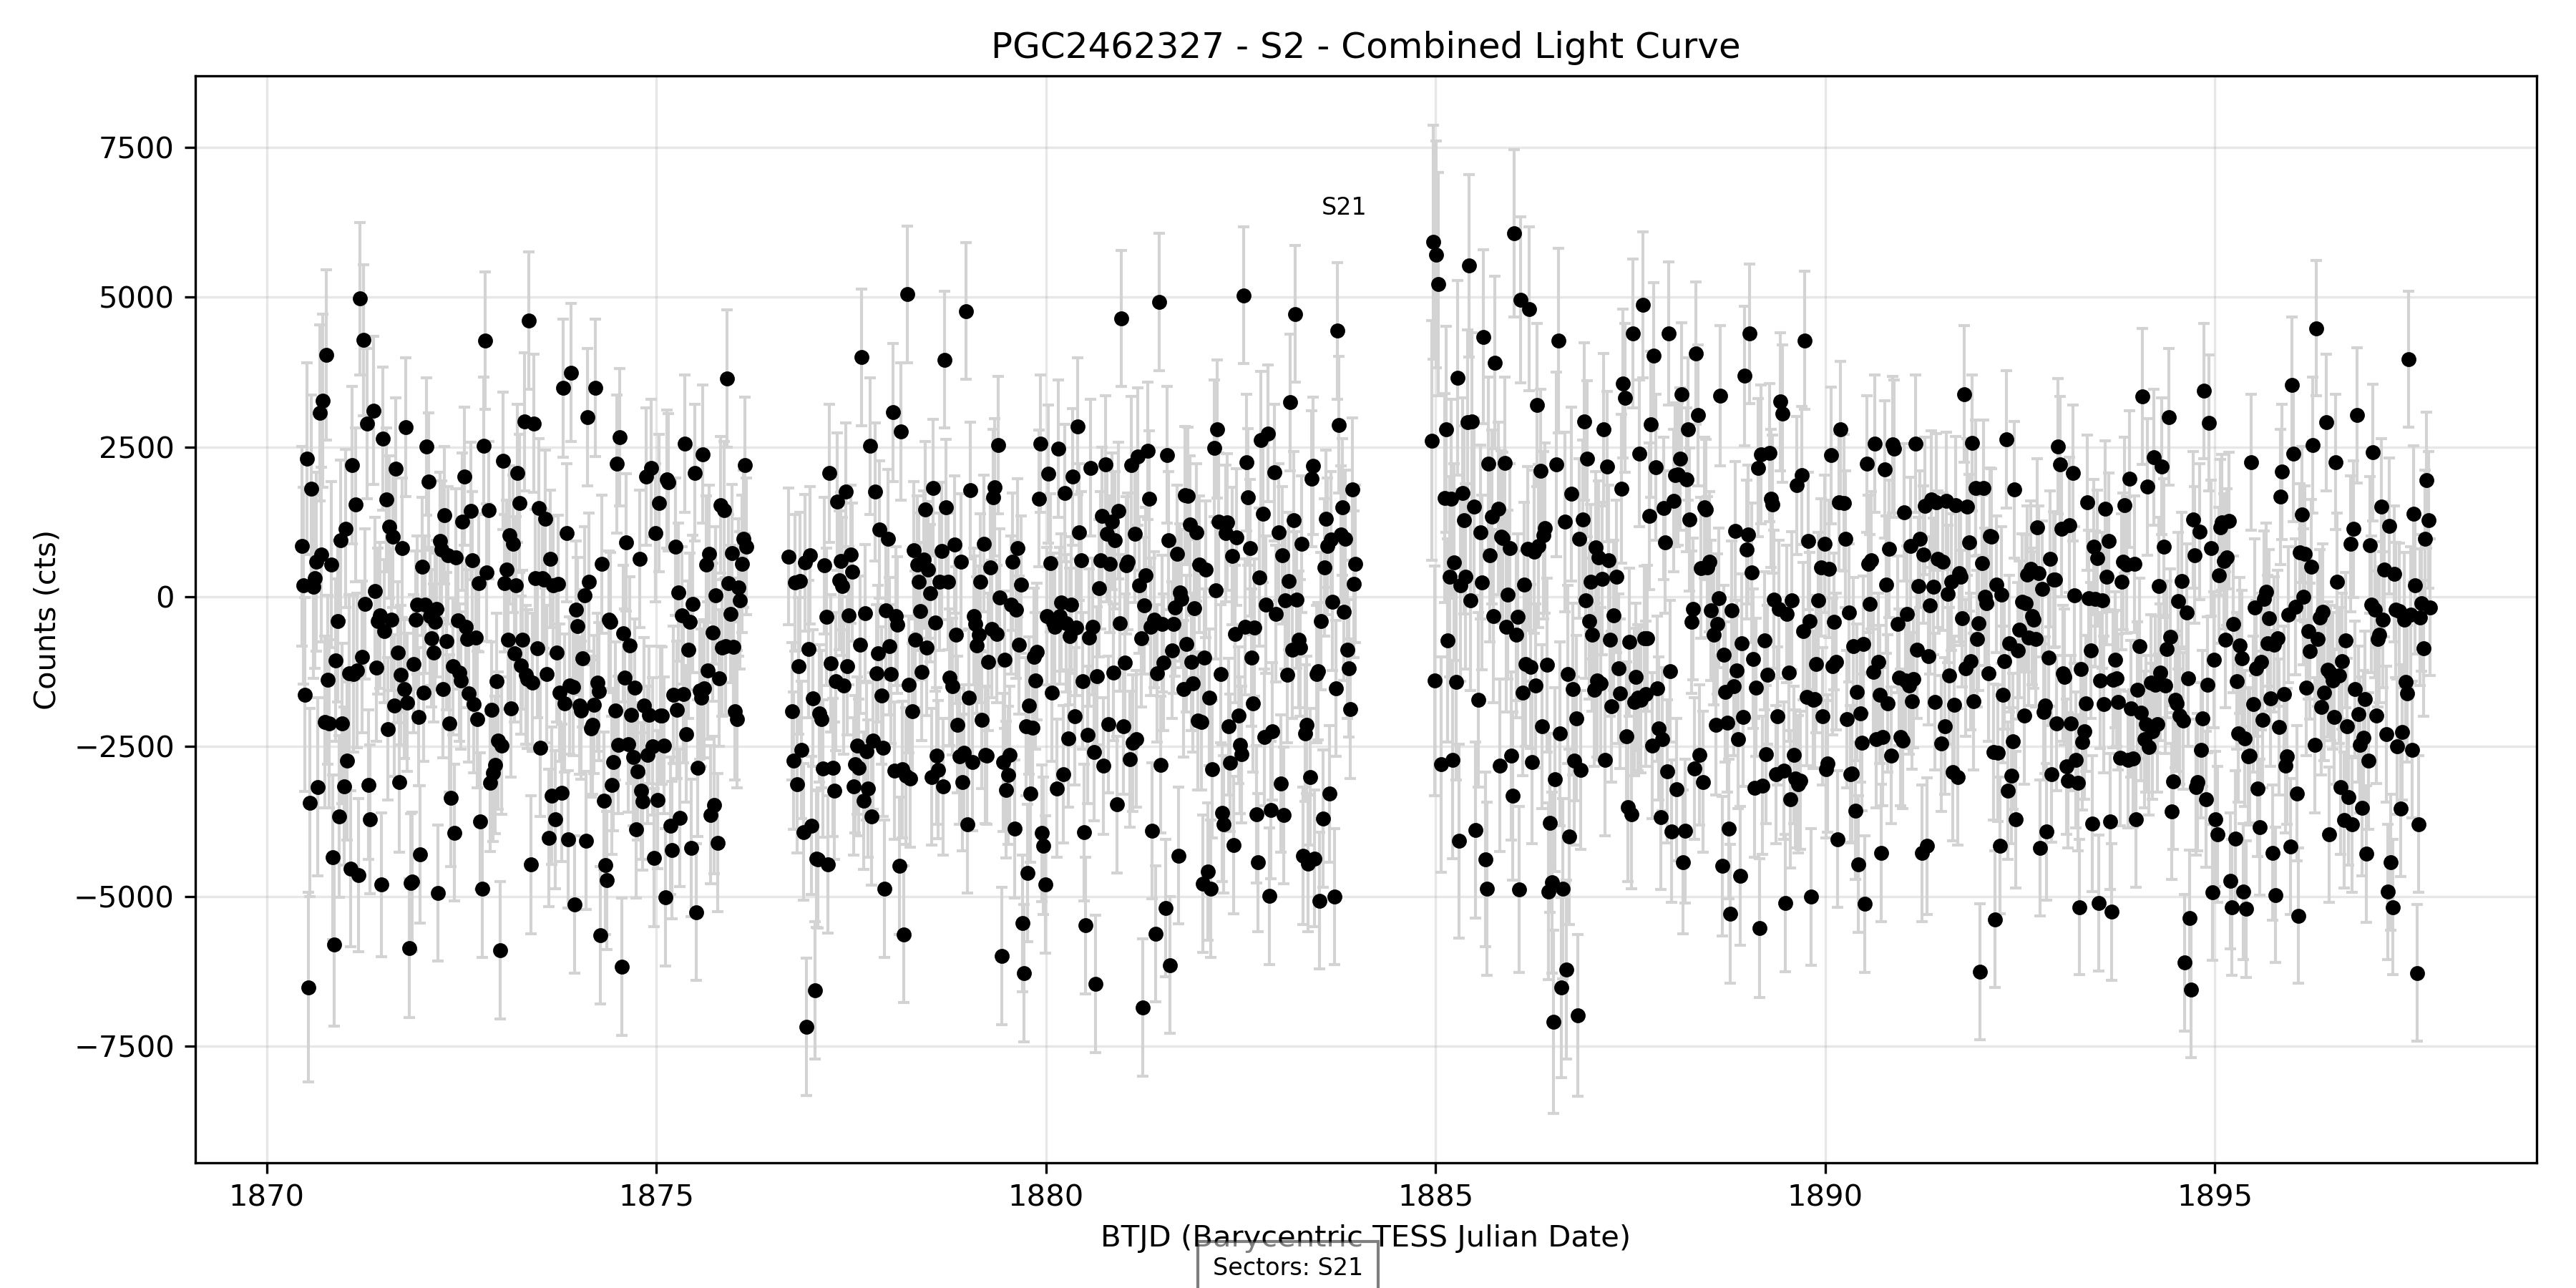 PGC2462327 - S2 - Combined Light Curve
Counts (cts)
7500
5000
2500
0
−2500
−5000
−7500
S21
1870
1875
1880
1885
1890
1895
BTJD (Barycentric TESS Julian Date)
Sectors: S21